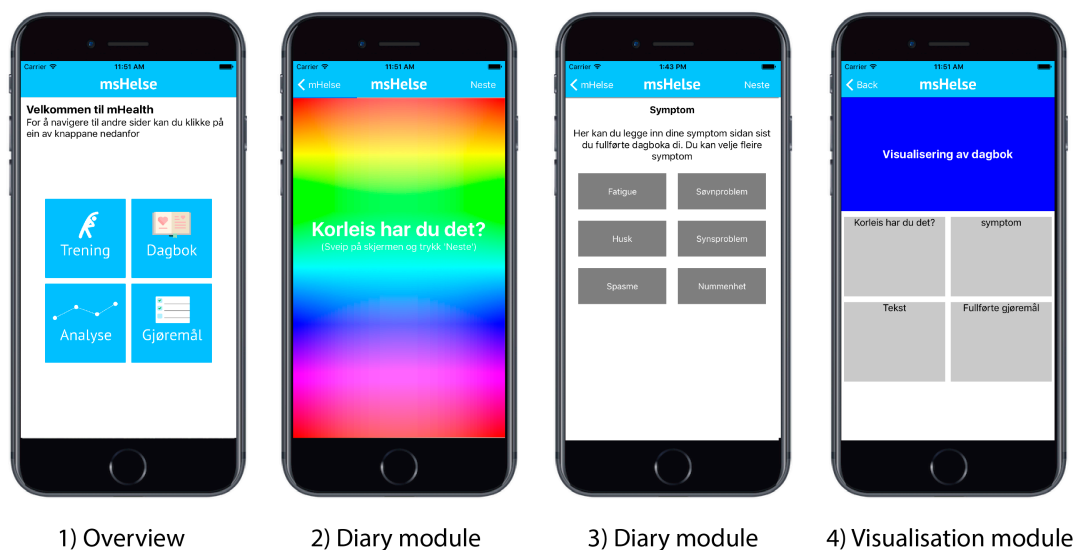 Carrier 11:51 AM
msHelse
Velkommen til mHealth
For å navigere til andre sider kan du klikke på
ein av knappane nedanfor
Trening
Dagbok
Analyse
Gjøremål
1) Overview
Carrier 11:51 AM
mHelse msHelse Neste
Korleis har du det?
(Sveip på skjermen og trykk 'Neste')
2) Diary module
Carrier 1:43 PM
mHelse msHelse Neste
Symptom
Her kan du legge inn dine symptom sidan sist
du fullførte dagboka di. Du kan velje fleire
symptom
Fatigue
Søvnproblem
Husk
Synsproblem
Spasme
Nummenhet
3) Diary module
Carrier 11:51 AM
Back msHelse
Visualisering av dagbok
Korleis har du det?
symptom
Tekst
Fullførte gjøremål
4) Visualisation module